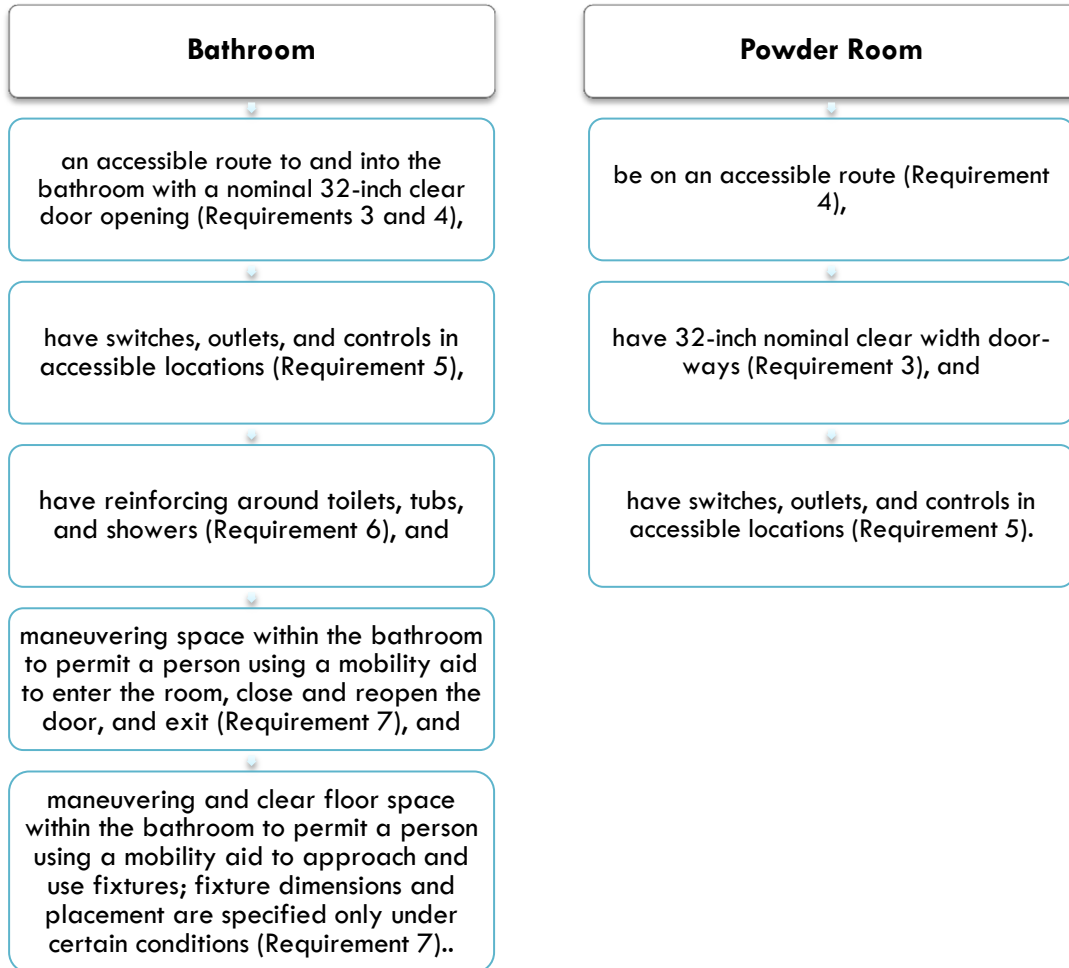 Bathroom
an accessible route to and into the
bathroom with a nominal 32-inch clear
door opening (Requirements 3 and 4),
have switches, outlets, and controls in
accessible locations (Requirement 5),
have reinforcing around toilets, tubs,
and showers (Requirement 6), and
maneuvering space within the bathroom
to permit a person using a mobility aid
to enter the room, close and reopen the
door, and exit (Requirement 7), and
maneuvering and clear floor space
within the bathroom to permit a person
using a mobility aid to approach and
use fixtures; fixture dimensions and
placement are specified only under
certain conditions (Requirement 7)..
Powder Room
be on an accessible route (Requirement
4),
have 32-inch nominal clear width door-
ways (Requirement 3), and
have switches, outlets, and controls in
accessible locations (Requirement 5).